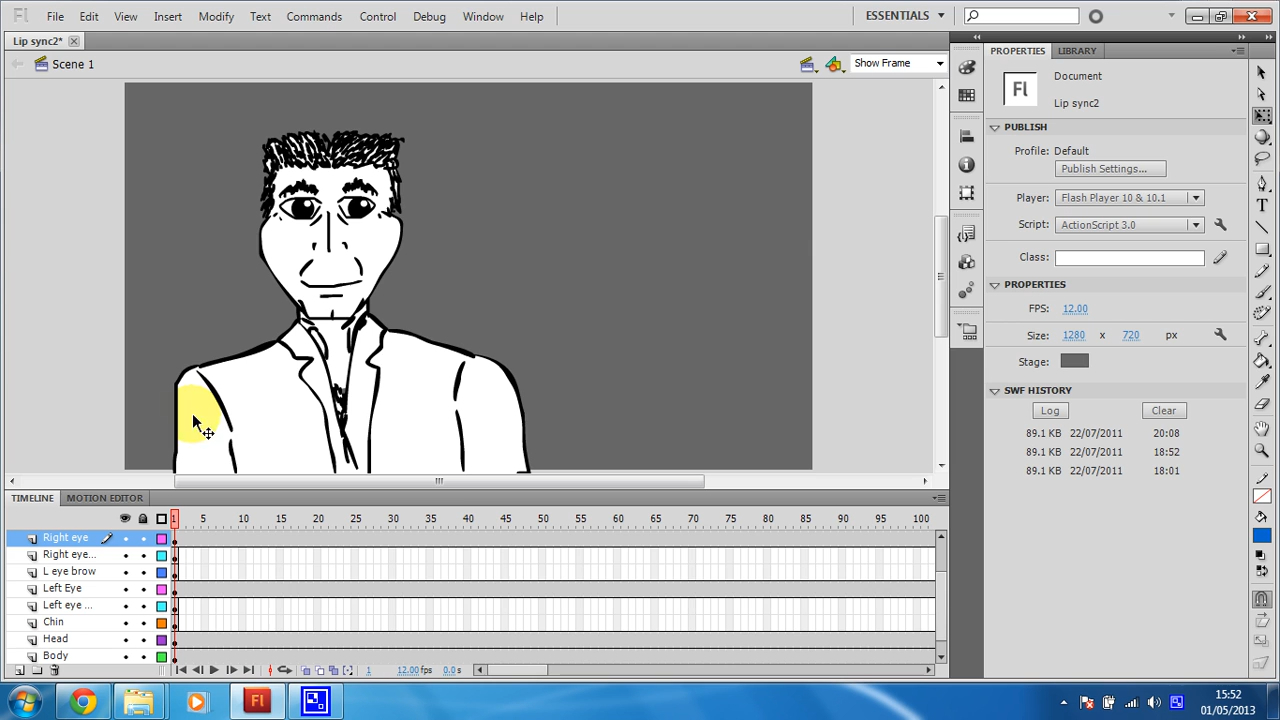 Fl File Edit View Insert Modify Text Commands Control Debug Window Help ESSENTIALS
Lip sync2*
Scene 1 Show Frame
PROPERTIES LIBRARY
Fl Document
Lip sync2
PUBLISH
Profile: Default
Publish Settings...
Player: Flash Player 10 & 10.1
Script: ActionScript 3.0
Class:
PROPERTIES
FPS: 12.00
Size: 1280 x 720 px
Stage:
SWF HISTORY
Log Clear
89.1 KB 22/07/2011 20:08
89.1 KB 22/07/2011 18:52
89.1 KB 22/07/2011 18:01
TIMELINE MOTION EDITOR
1 5 10 15 20 25 30 35 40 45 50 55 60 65 70 75 80 85 90 95 100
Right eye
Right eye...
L eye brow
Left Eye
Left eye ...
Chin
Head
Body
1 12.00 fps 0.0 s
Fl
15:52
01/05/2013